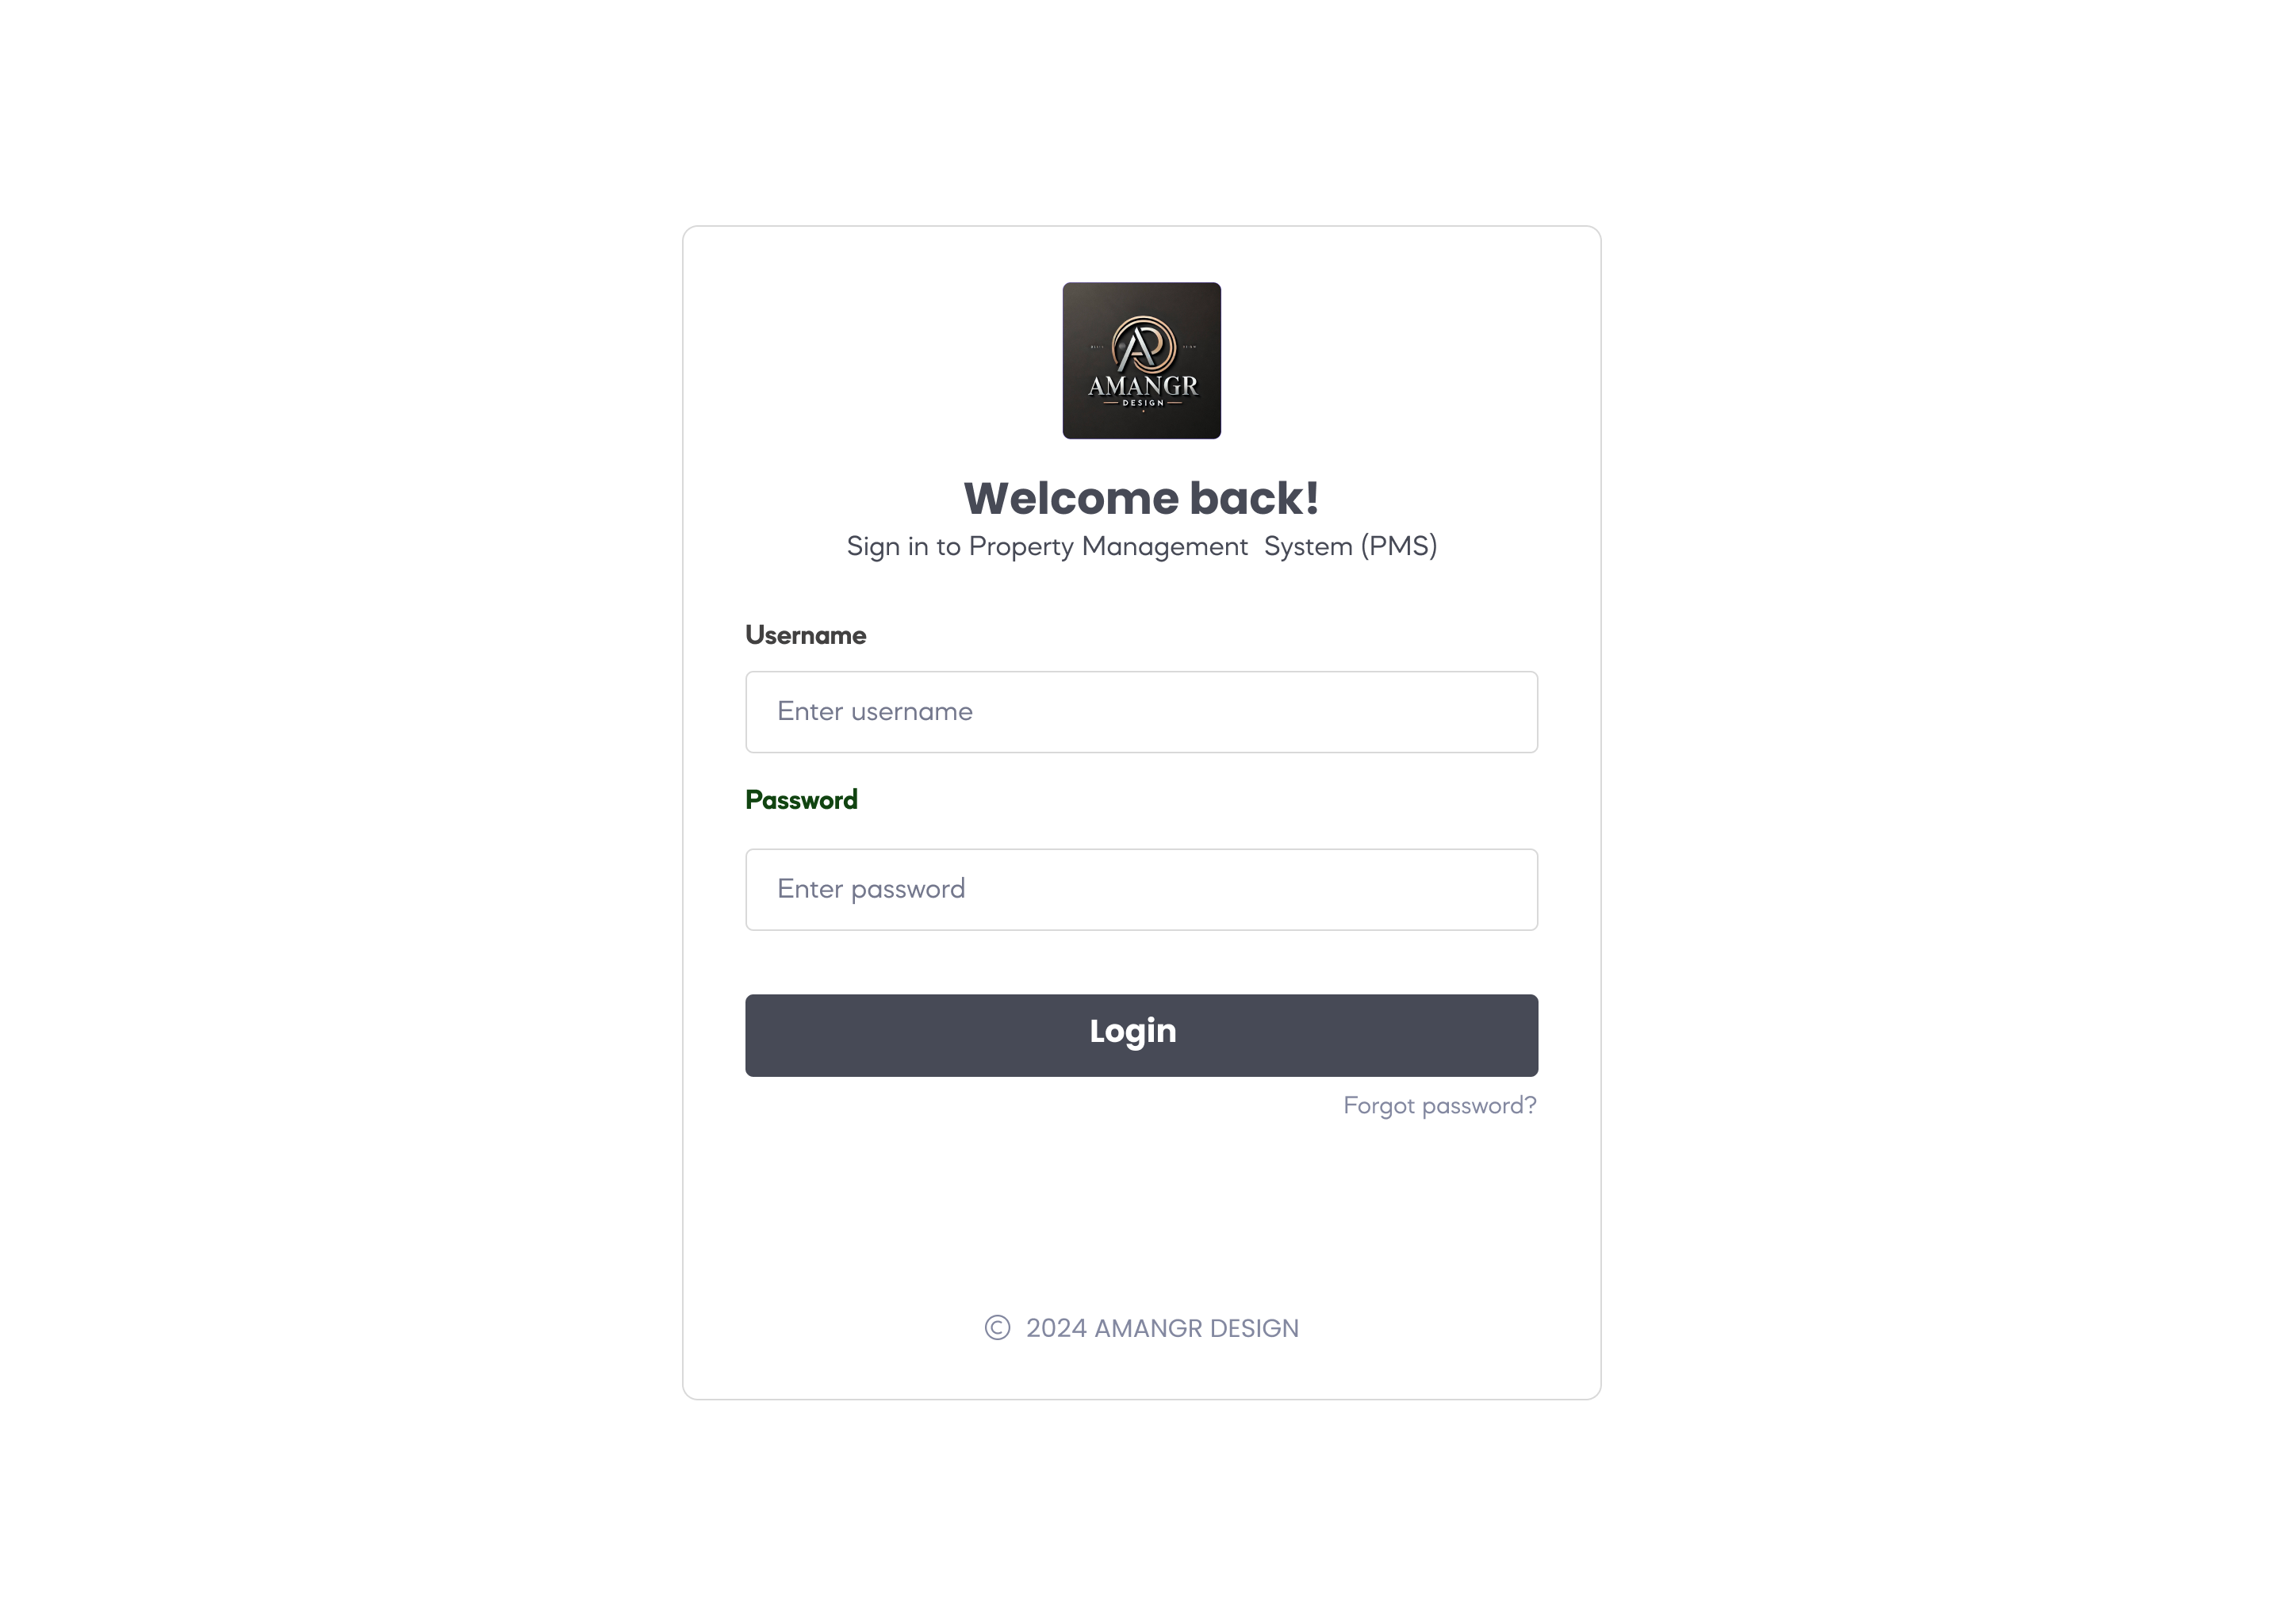 AMANGR
DESIGN
Welcome back!
Sign in to Property Management  System (PMS)
Username
Enter username
Password
Enter password
Login
Forgot password?
© 2024 AMANGR DESIGN